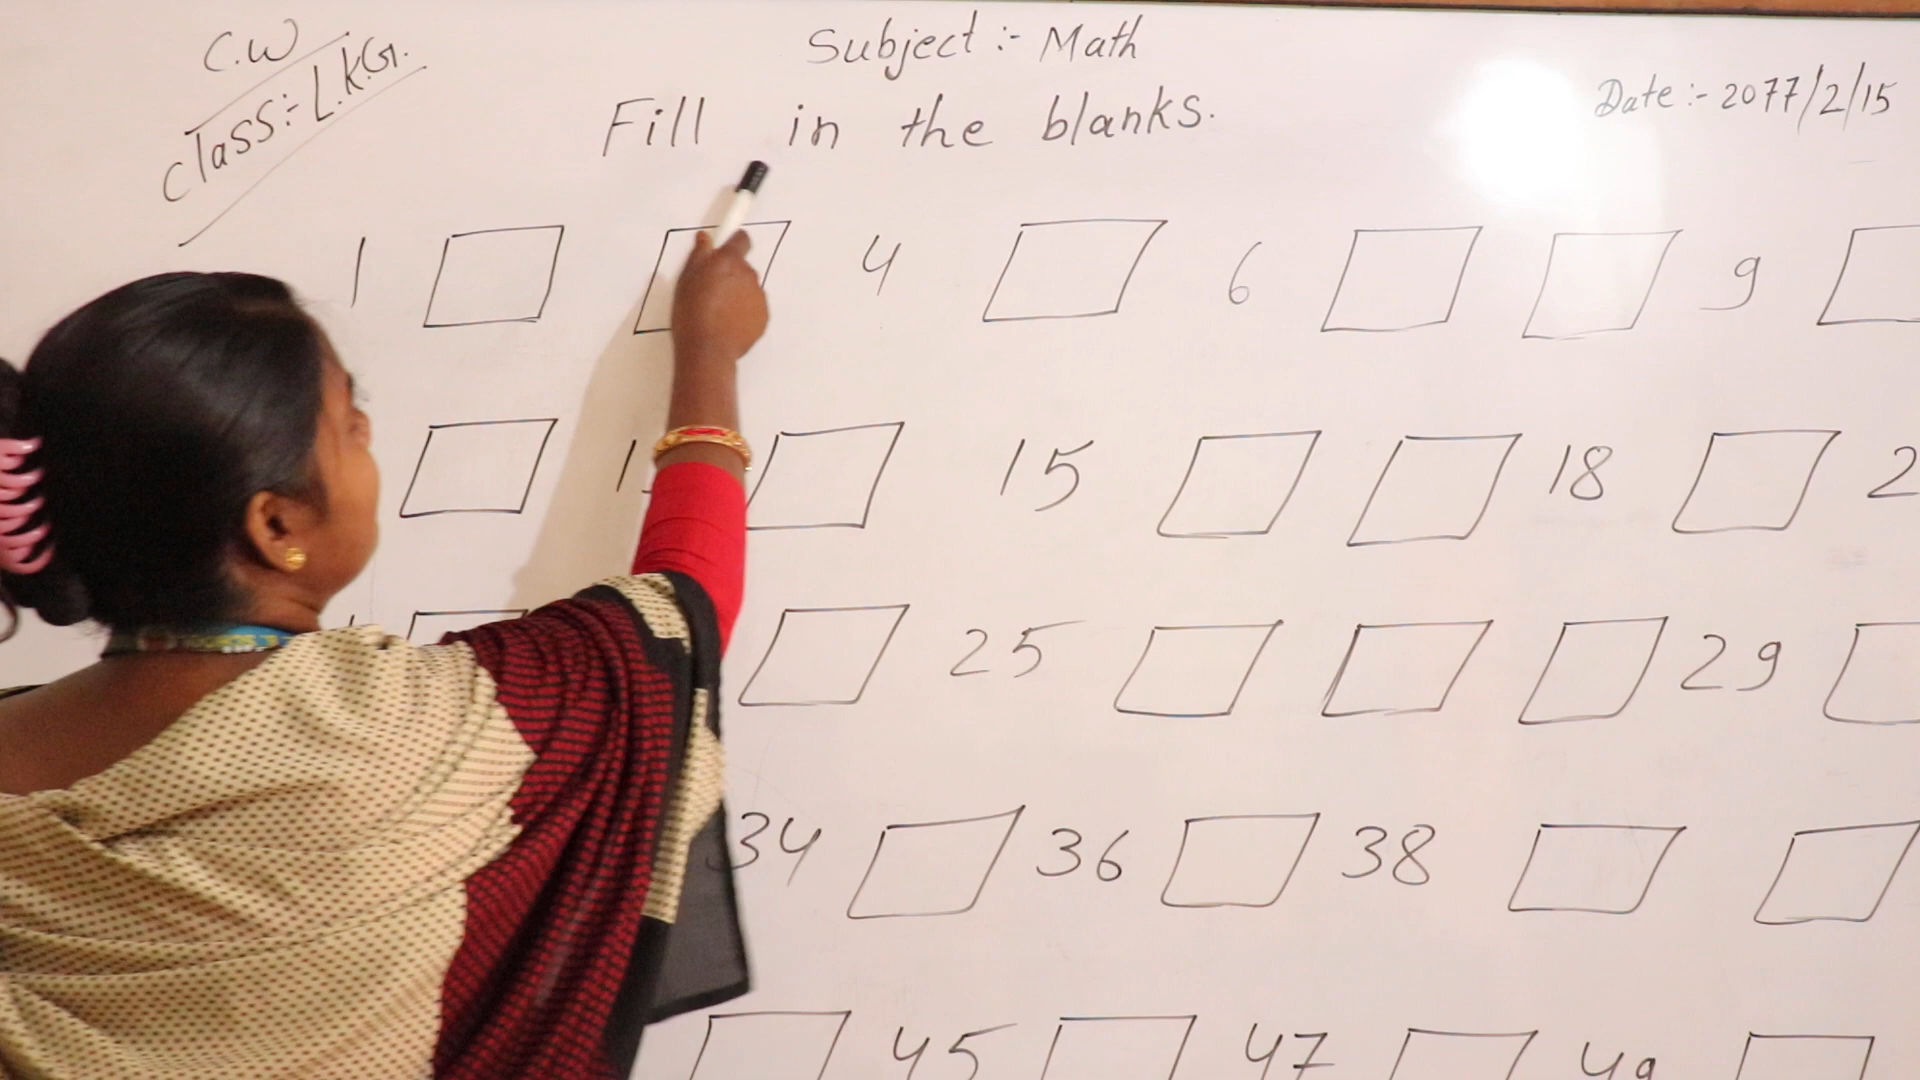 C.W
Subject :- Math
Class:- L.K.G.
Date :- 2077/2/15
Fill in the blanks.
1 4 6 9
15 18
25 29
34 36 38
45 47 49